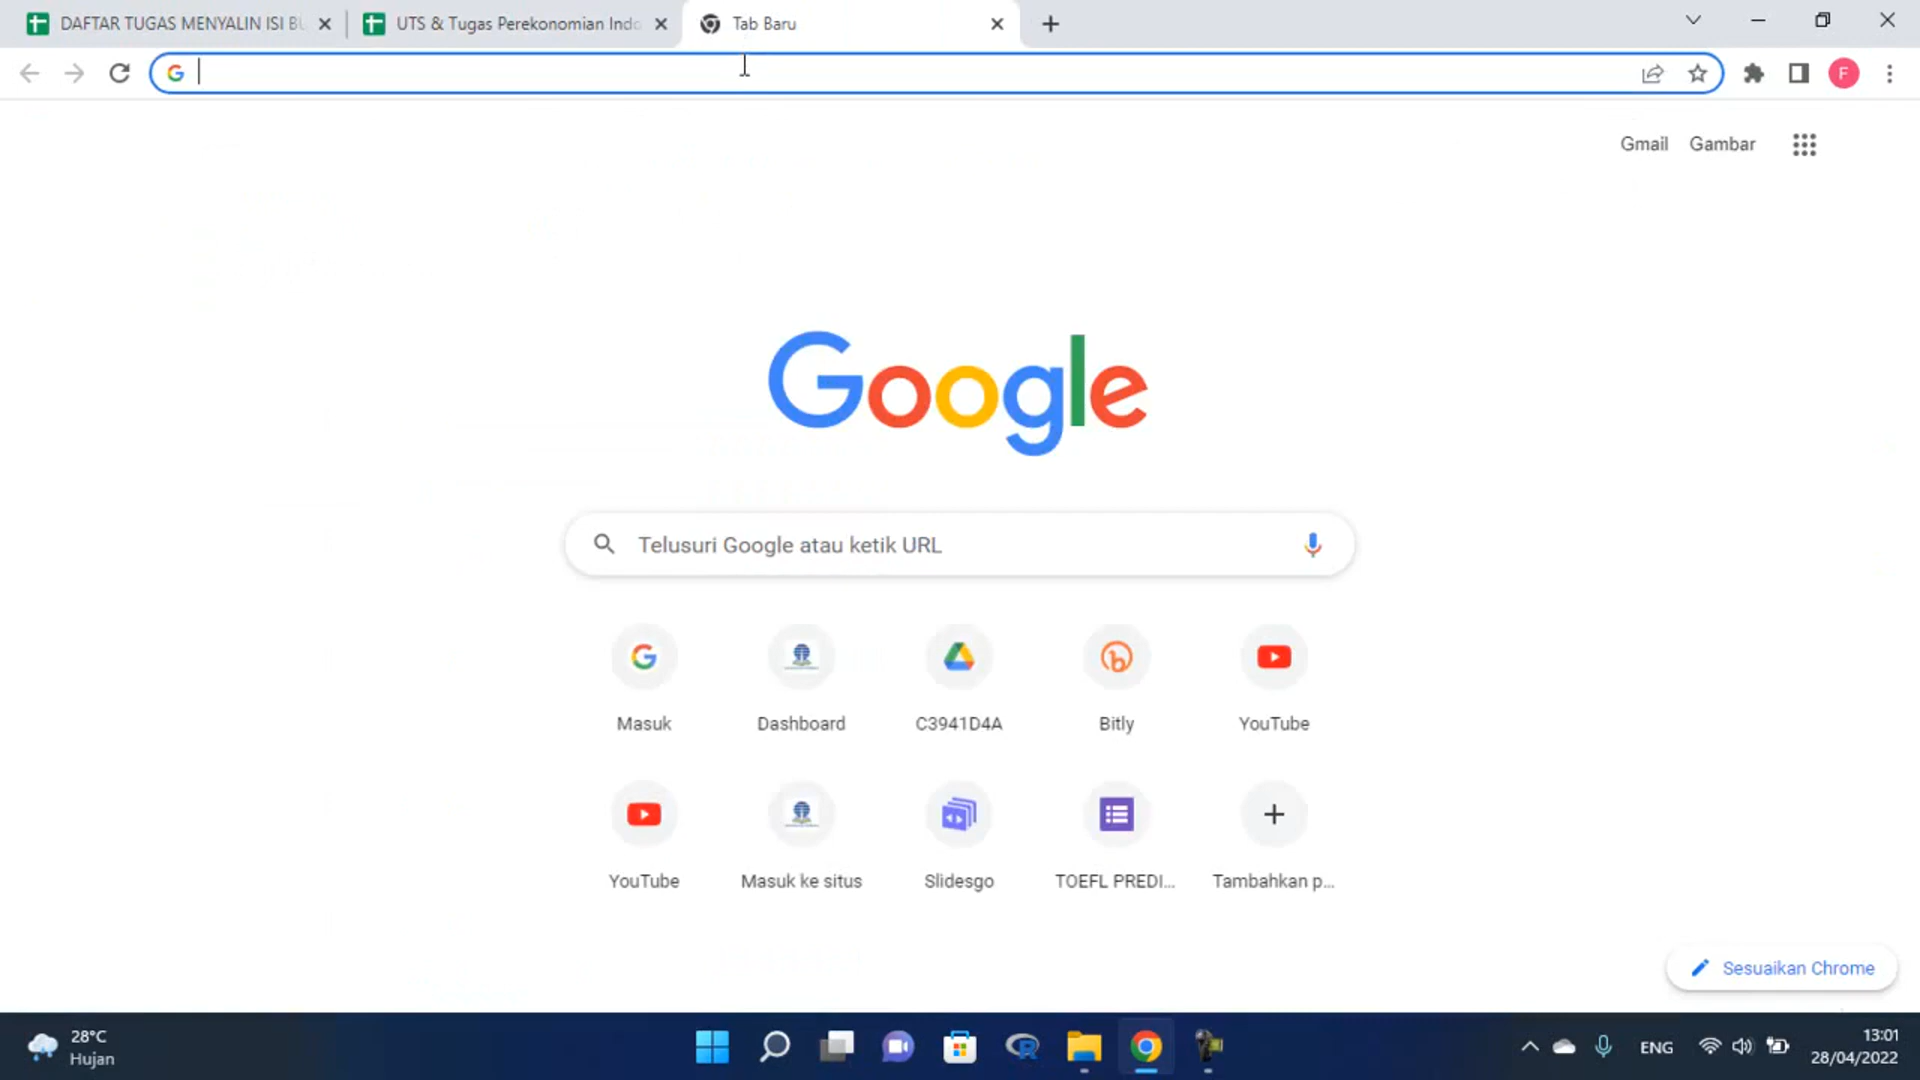 DAFTAR TUGAS MENYALIN ISI BU
UTS & Tugas Perekonomian Indo
Tab Baru
F
Gmail
Gambar
Google
Telusuri Google atau ketik URL
Masuk
Dashboard
C3941D4A
Bitly
YouTube
YouTube
Masuk ke situs
Slidesgo
TOEFL PREDI...
Tambahkan p...
Sesuaikan Chrome
28°C
Hujan
ENG
13:01
28/04/2022